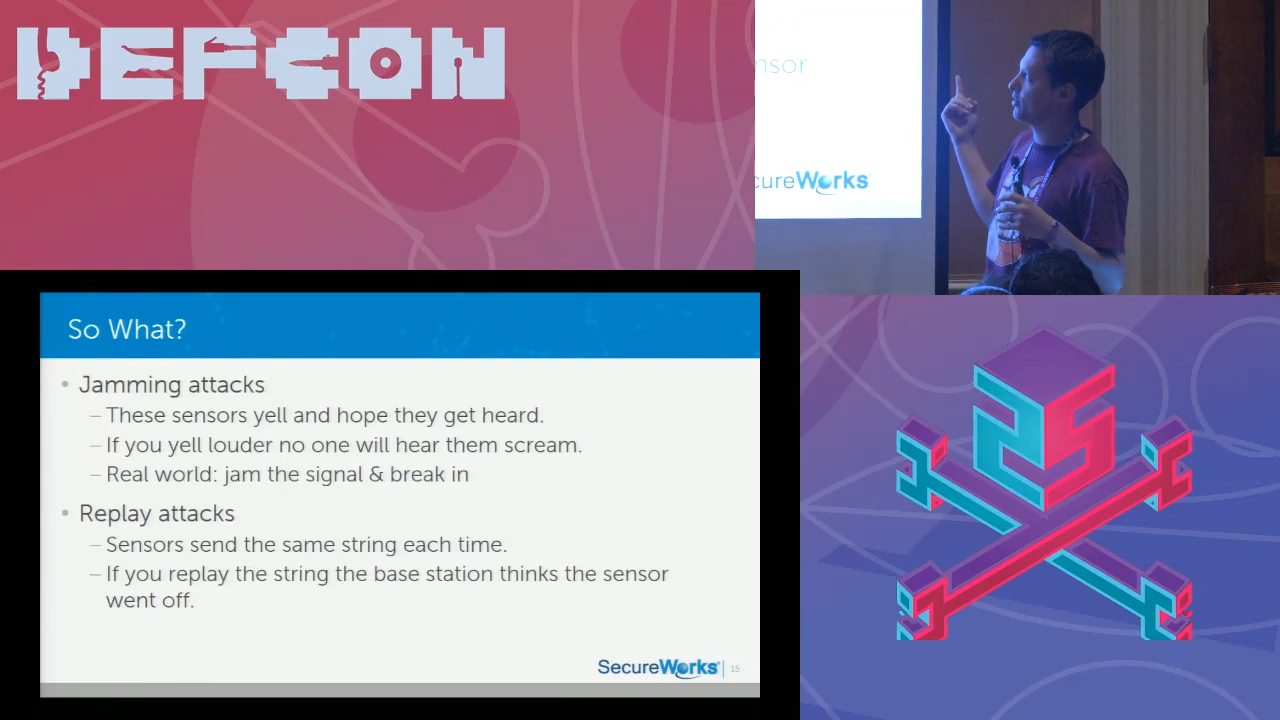 DEFCON
nsor
cureWorks
So What?
• Jamming attacks
– These sensors yell and hope they get heard.
– If you yell louder no one will hear them scream.
– Real world: jam the signal & break in
• Replay attacks
– Sensors send the same string each time.
– If you replay the string the base station thinks the sensor
went off.
SecureWorks 15
25